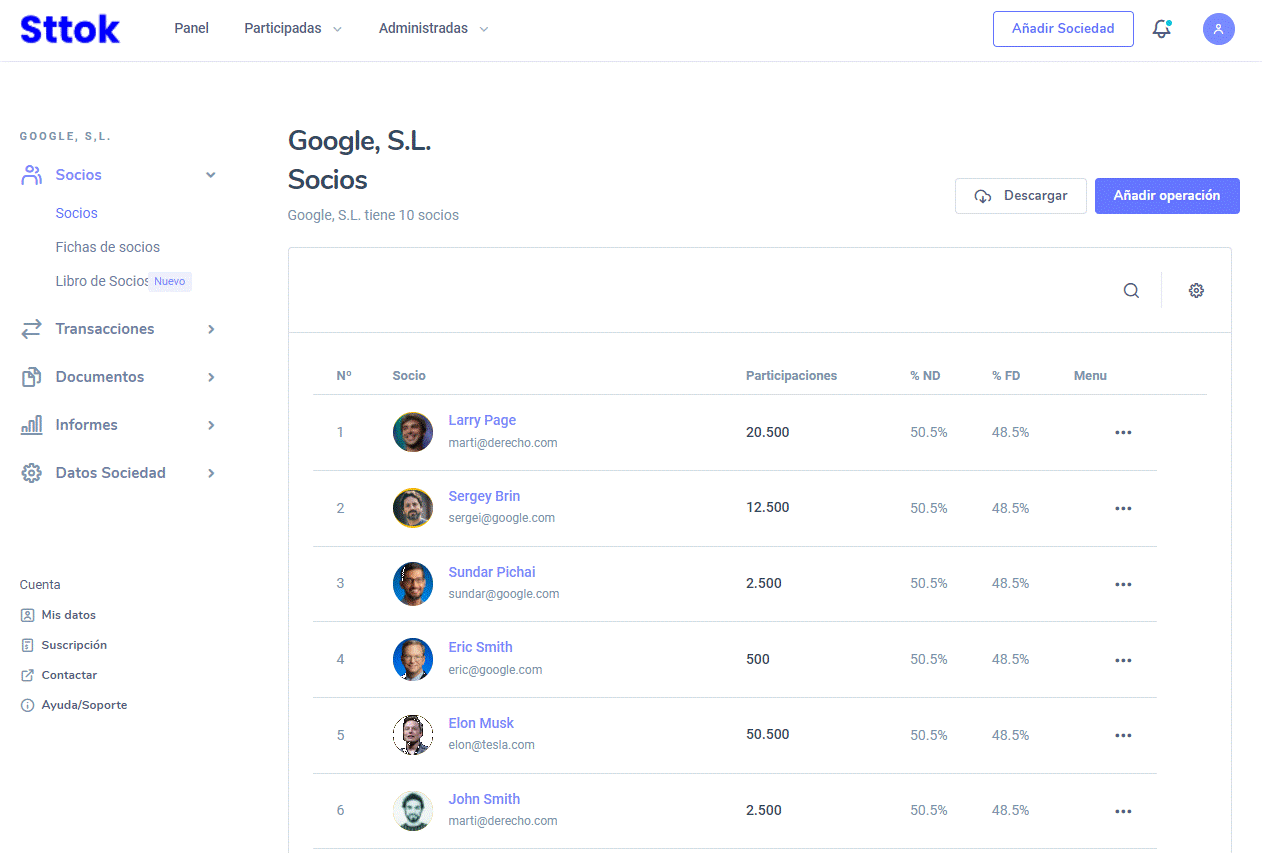 Sttok
Panel
Participadas
Administradas
Añadir Sociedad
GOOGLE, S,L.
Socios
Socios
Fichas de socios
Libro de Socios Nuevo
Transacciones
Documentos
Informes
Datos Sociedad
Cuenta
Mis datos
Suscripción
Contactar
Ayuda/Soporte
Google, S.L.
Socios
Google, S.L. tiene 10 socios
Descargar
Añadir operación
Nº Socio Participaciones % ND % FD Menu
1 Larry Page 20.500 50.5% 48.5%
marti@derecho.com
2 Sergey Brin 12.500 50.5% 48.5%
sergei@google.com
3 Sundar Pichai 2.500 50.5% 48.5%
sundar@google.com
4 Eric Smith 500 50.5% 48.5%
eric@google.com
5 Elon Musk 50.500 50.5% 48.5%
elon@tesla.com
6 John Smith 2.500 50.5% 48.5%
marti@derecho.com